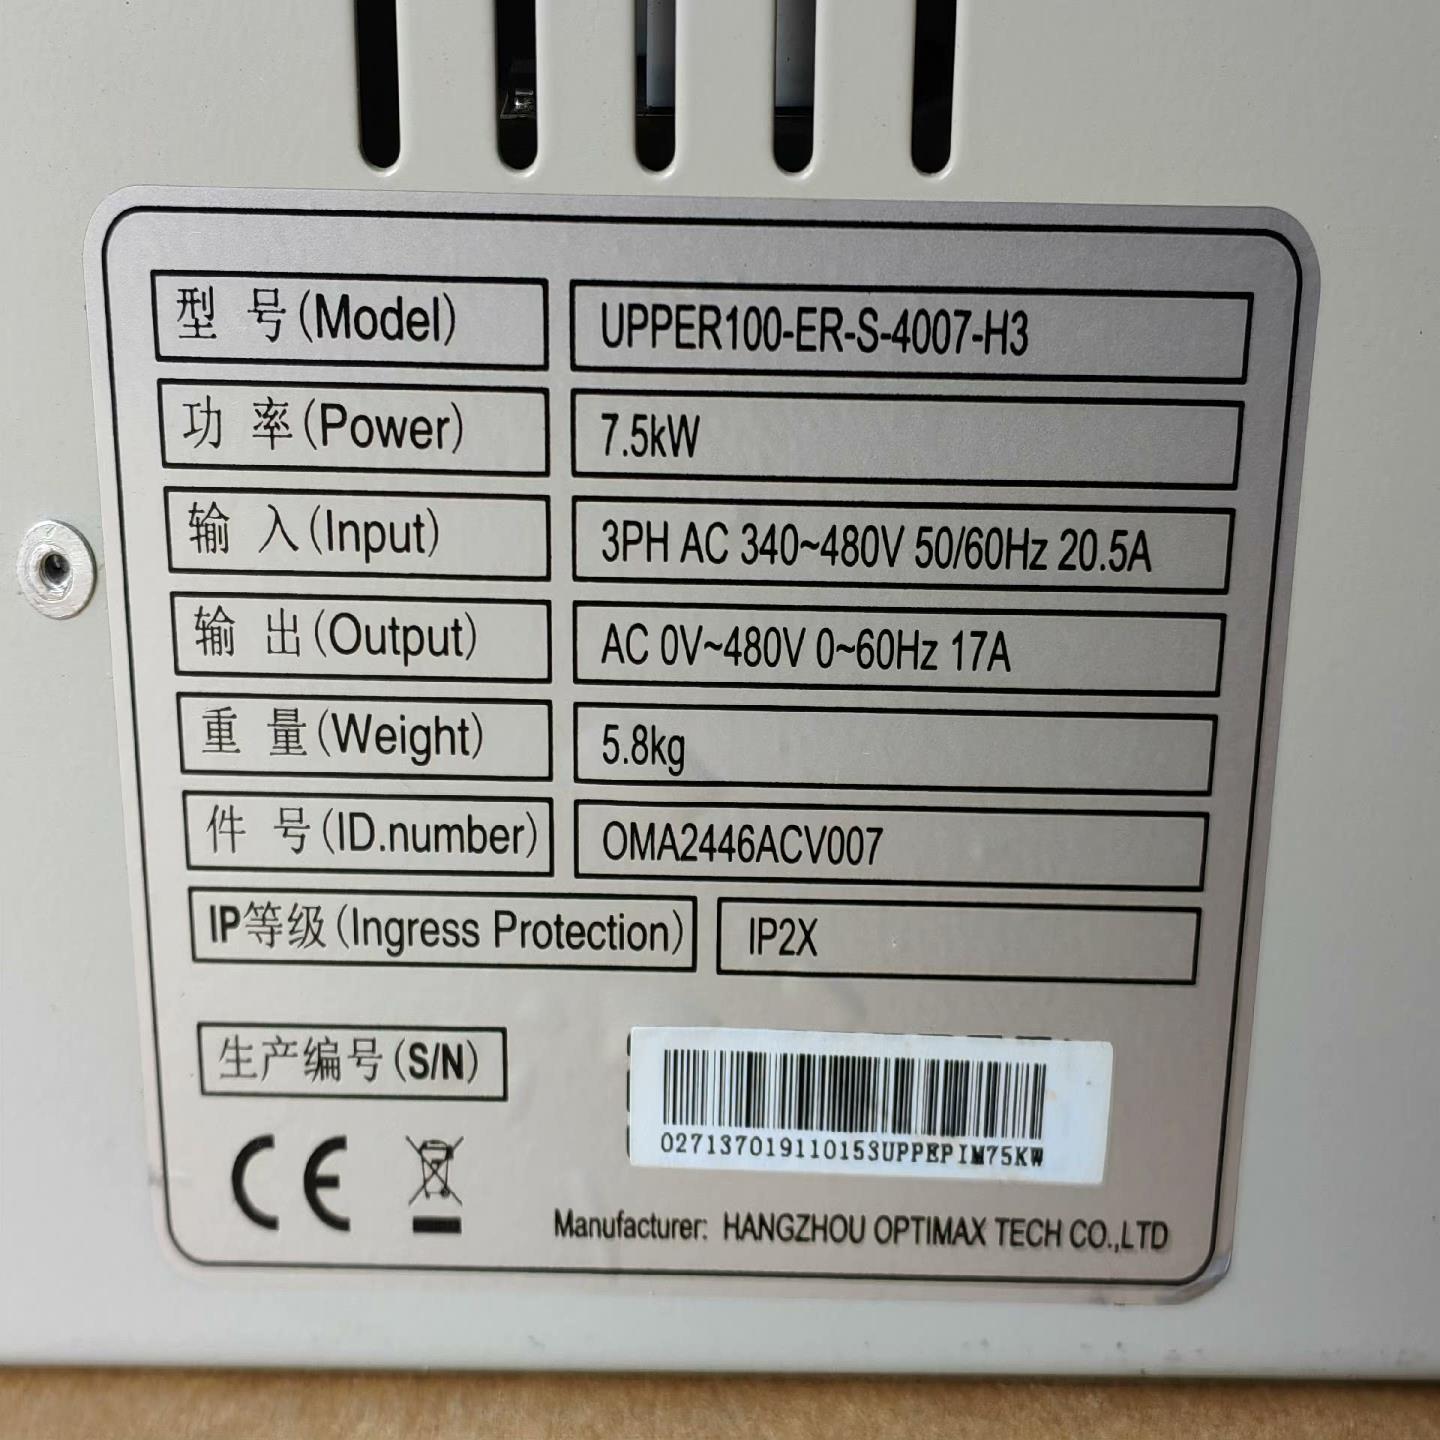 型 号(Model) UPPER100-ER-S-4007-H3
功 率(Power) 7.5kW
输 入(Input) 3PH AC 340~480V 50/60Hz 20.5A
输 出(Output) AC 0V~480V 0~60Hz 17A
重 量(Weight) 5.8kg
件 号(ID.number) OMA2446ACV007
IP等级(Ingress Protection) IP2X
生产编号(S/N)
027137019110153UPPEPIM75KW
CE
Manufacturer: HANGZHOU OPTIMAX TECH CO.,LTD